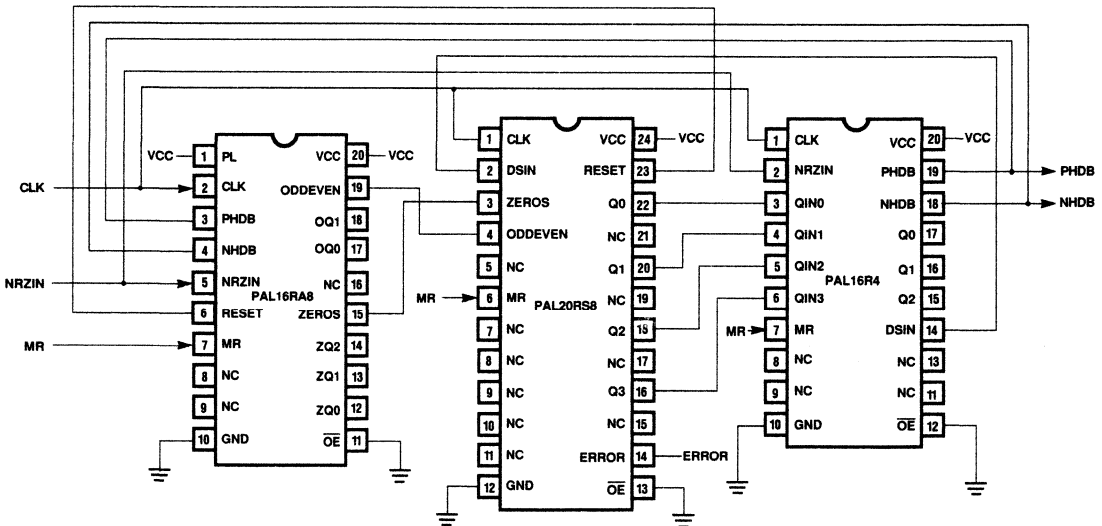 CLK
NRZIN
MR
VCC
1 PL
2 CLK
3 PHDB
4 NHDB
5 NRZIN
6 RESET
7 MR
8 NC
9 NC
10 GND
PAL16RA8
VCC 20 VCC
ODDEVEN 19
OQ1 18
OQ0 17
NC 16
ZEROS 15
ZQ2 14
ZQ1 13
ZQ0 12
OE 11
1 CLK
2 DSIN
3 ZEROS
4 ODDEVEN
5 NC
MR 6 MR
7 NC
8 NC
9 NC
10 NC
11 NC
12 GND
PAL20RS8
VCC 24 VCC
RESET 23
Q0 22
NC 21
Q1 20
NC 19
Q2 18
NC 17
Q3 16
NC 15
ERROR 14 ERROR
OE 13
1 CLK
2 NRZIN
3 QIN0
4 QIN1
5 QIN2
6 QIN3
MR 7 MR
8 NC
9 NC
10 GND
PAL16R4
VCC 20 VCC
PHDB 19 PHDB
NHDB 18 NHDB
Q0 17
Q1 16
Q2 15
DSIN 14
NC 13
NC 11
OE 12